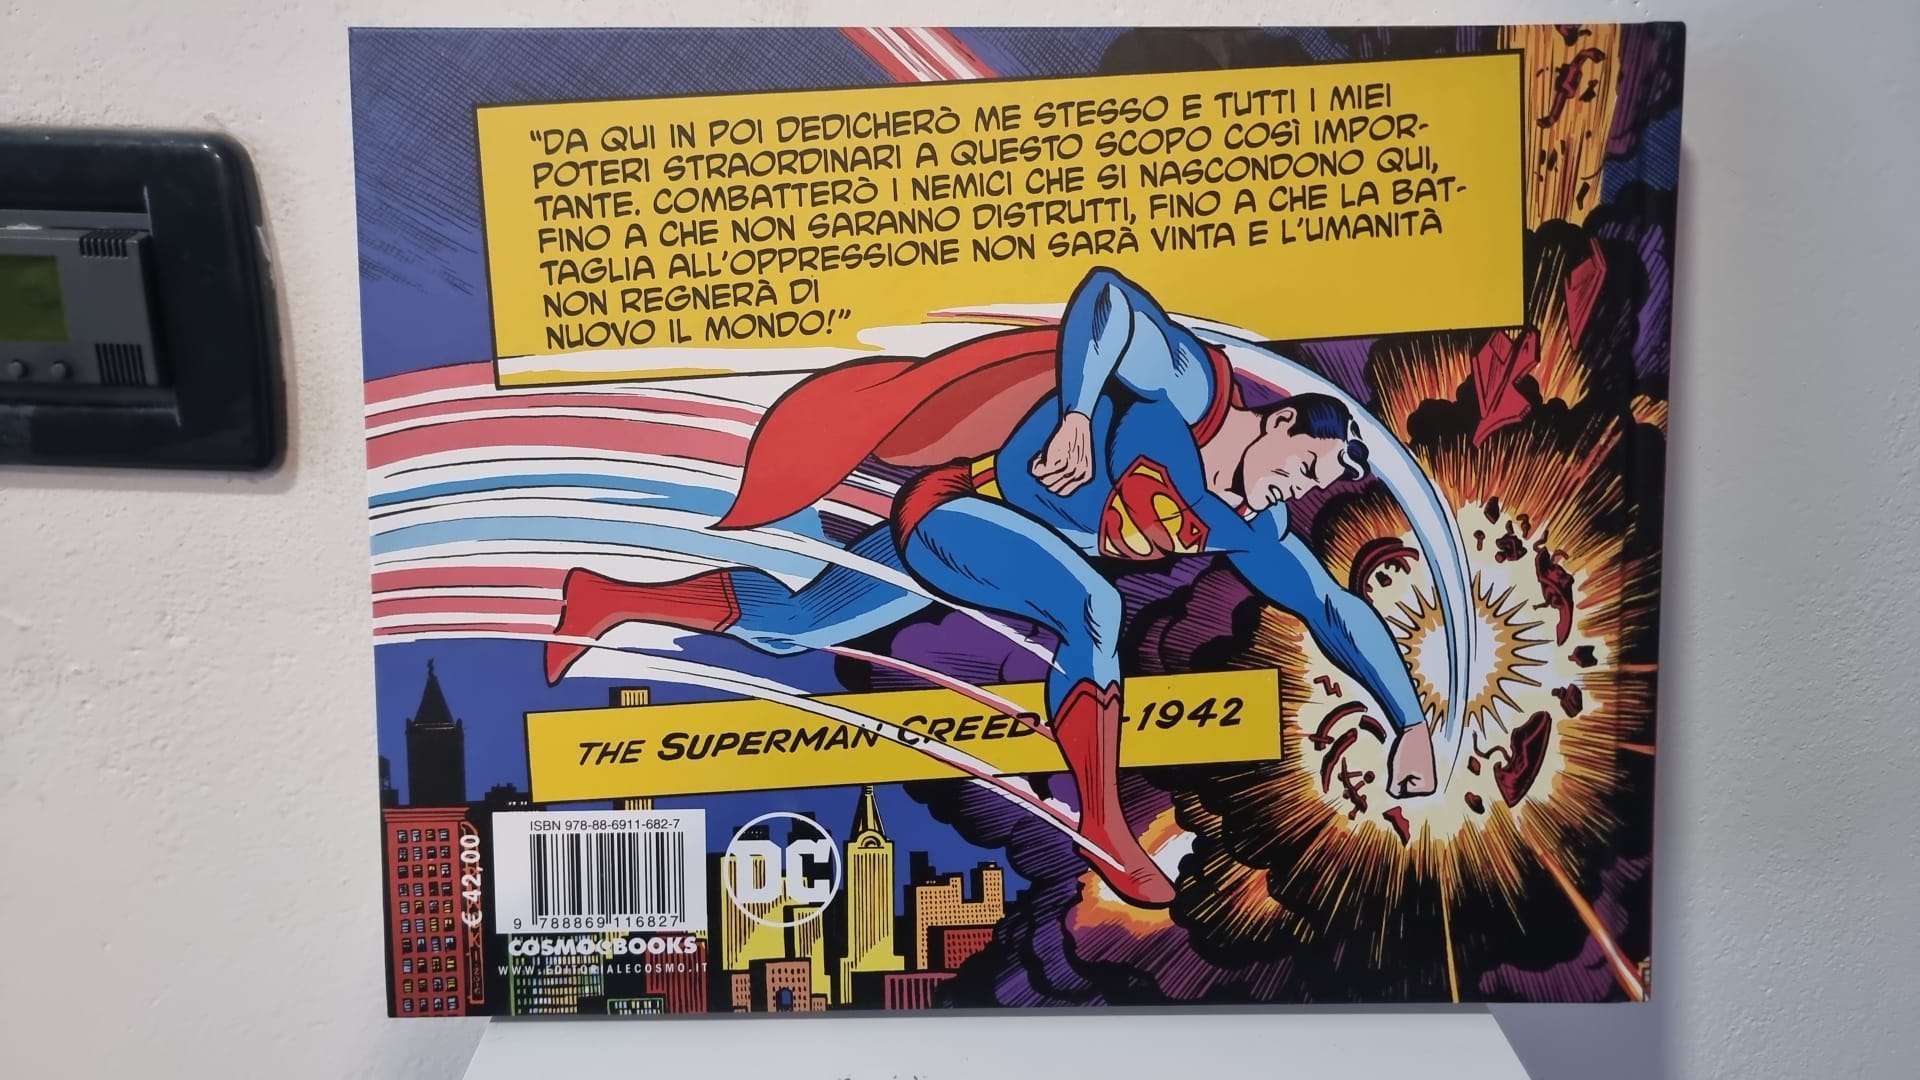 "DA QUI IN POI DEDICHERÒ ME STESSO E TUTTI I MIEI
POTERI STRAORDINARI A QUESTO SCOPO COSÌ IMPOR-
TANTE. COMBATTERÒ I NEMICI CHE SI NASCONDONO QUI,
FINO A CHE NON SARANNO DISTRUTTI, FINO A CHE LA BAT-
TAGLIA ALL'OPPRESSIONE NON SARÀ VINTA E L'UMANITÀ
NON REGNERÀ DI
NUOVO IL MONDO!"
THE SUPERMAN CREED - 1942
ISBN 978-88-6911-682-7
9 788869 116827
€ 42,00
DC
COSMO BOOKS
WWW.EDITORIALECOSMO.IT